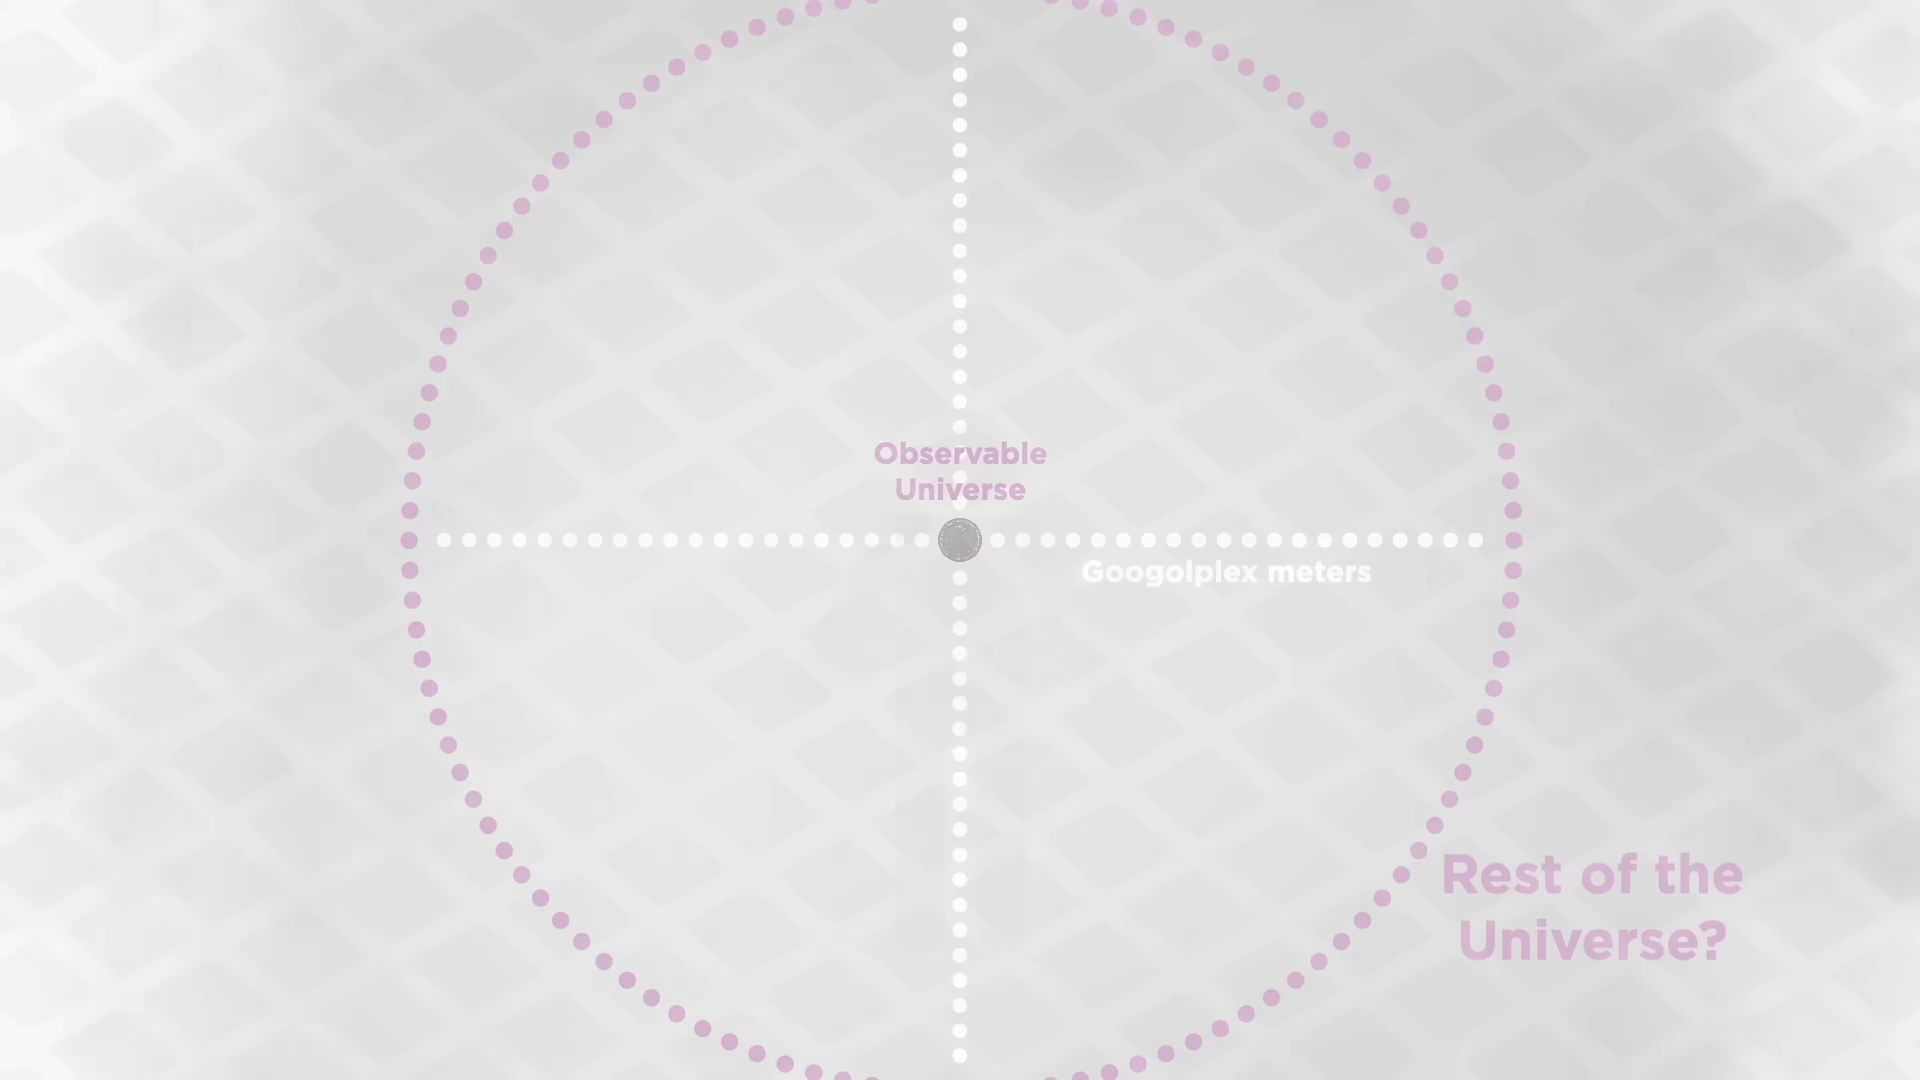 Observable
Universe
Googolplex meters
Rest of the
Universe?